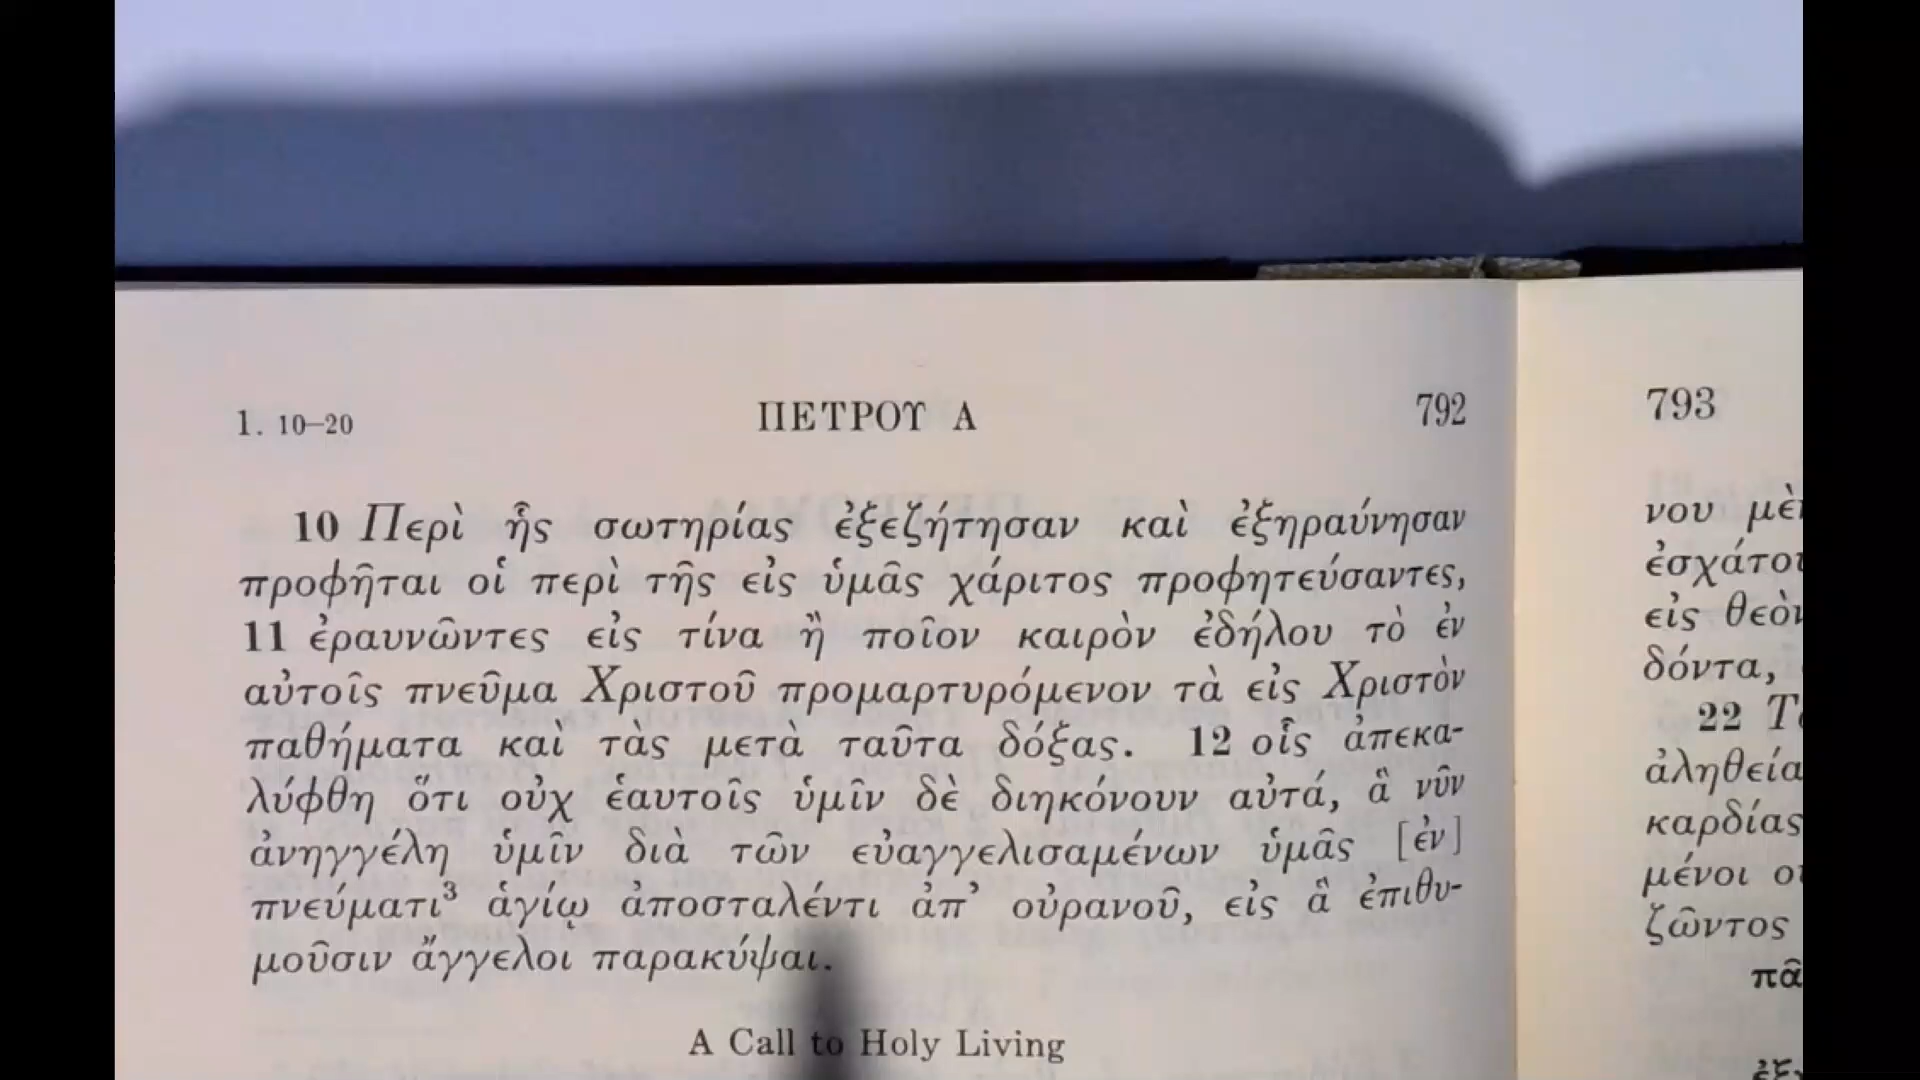 1. 10–20 ΠΕΤΡΟΥ Α 792
10 Περὶ ἧς σωτηρίας ἐξεζήτησαν καὶ ἐξηραύνησαν
προφῆται οἱ περὶ τῆς εἰς ὑμᾶς χάριτος προφητεύσαντες,
11 ἐραυνῶντες εἰς τίνα ἢ ποῖον καιρὸν ἐδήλου τὸ ἐν
αὐτοῖς πνεῦμα Χριστοῦ προμαρτυρόμενον τὰ εἰς Χριστὸν
παθήματα καὶ τὰς μετὰ ταῦτα δόξας. 12 οἷς ἀπεκα-
λύφθη ὅτι οὐχ ἑαυτοῖς ὑμῖν δὲ διηκόνουν αὐτά, ἃ νῦν
ἀνηγγέλη ὑμῖν διὰ τῶν εὐαγγελισαμένων ὑμᾶς [ἐν]
πνεύματι³ ἁγίῳ ἀποσταλέντι ἀπ’ οὐρανοῦ, εἰς ἃ ἐπιθυ-
μοῦσιν ἄγγελοι παρακύψαι.
A Call to Holy Living
793
νου μὲν
ἐσχάτου
εἰς θεὸν
δόντα,
22 Τ
ἀληθεία
καρδίας
μένοι ο
ζῶντος
πᾶ